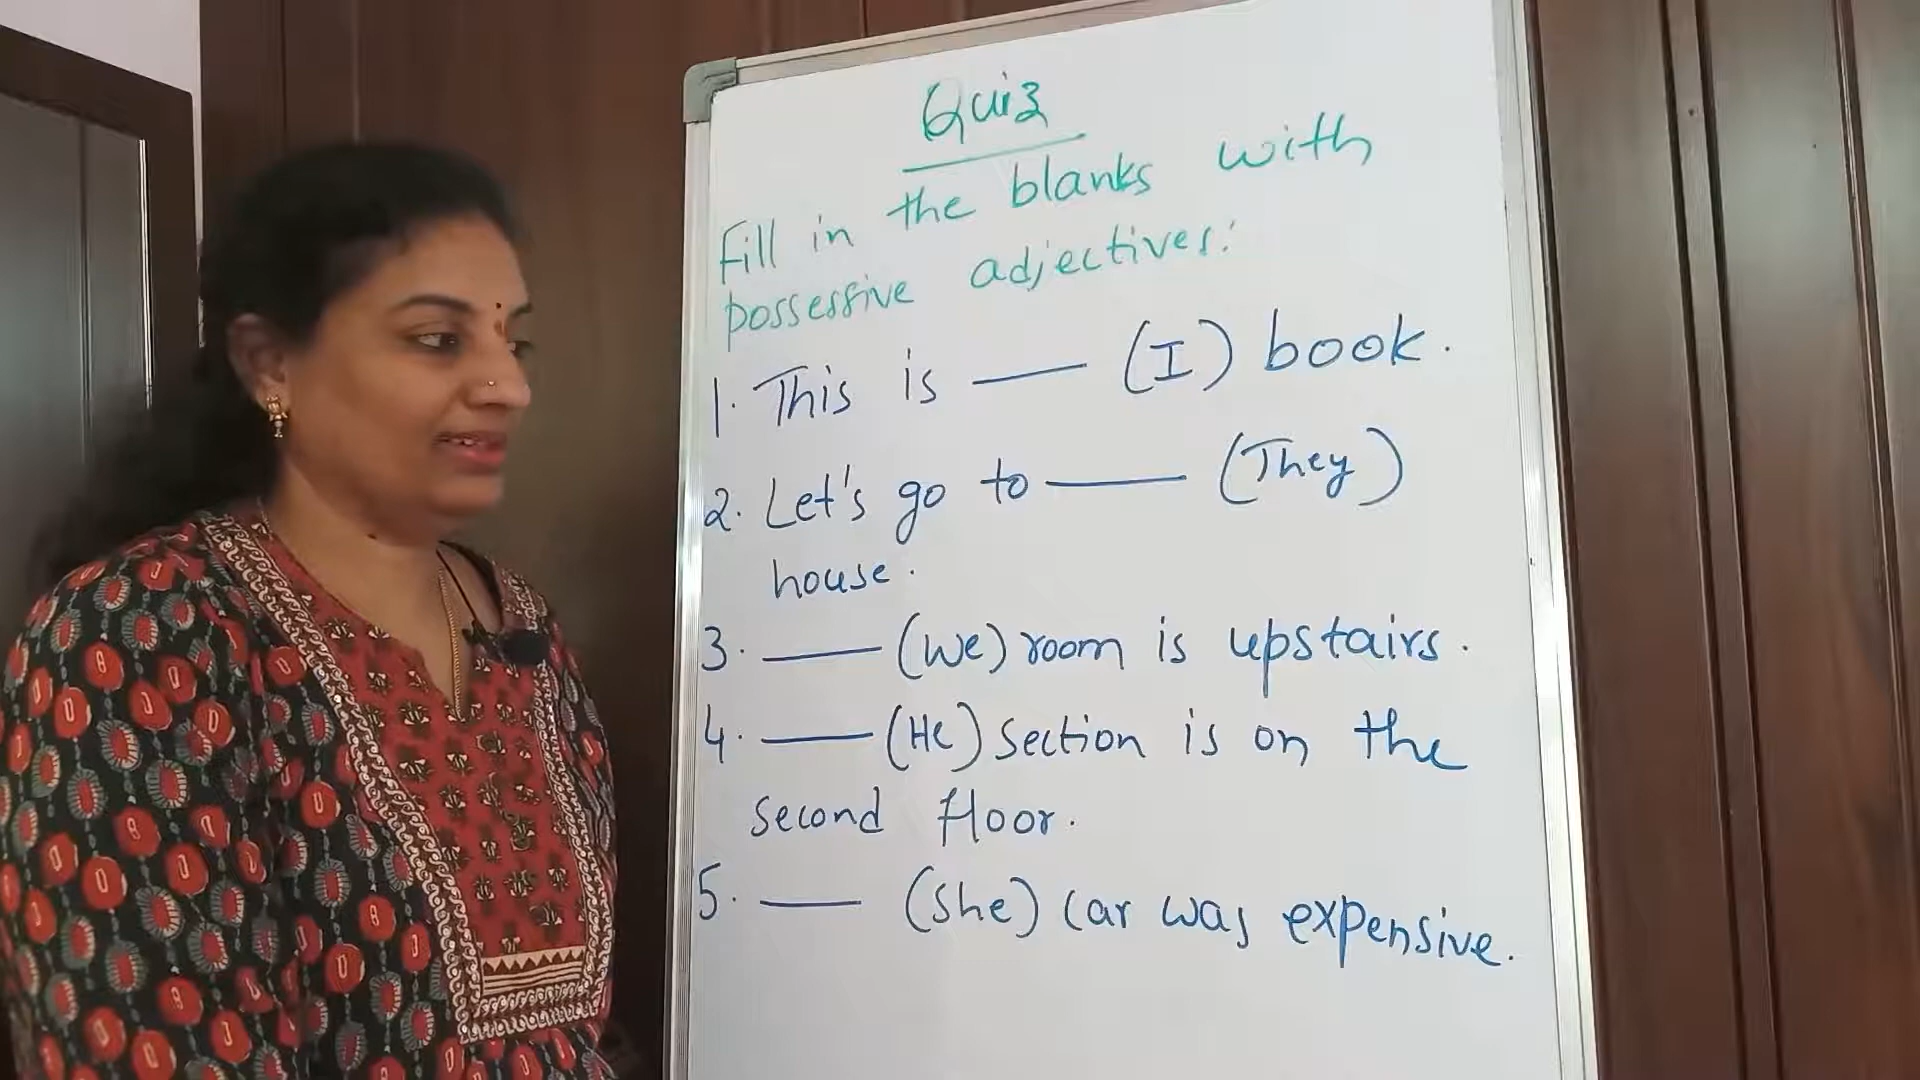 Quiz
Fill in the blanks with
possessive adjectives:
1. This is ___ (I) book.
2. Let's go to ___ (They)
house.
3. ___ (We) room is upstairs.
4. ___ (He) section is on the
second floor.
5. ___ (She) car was expensive.